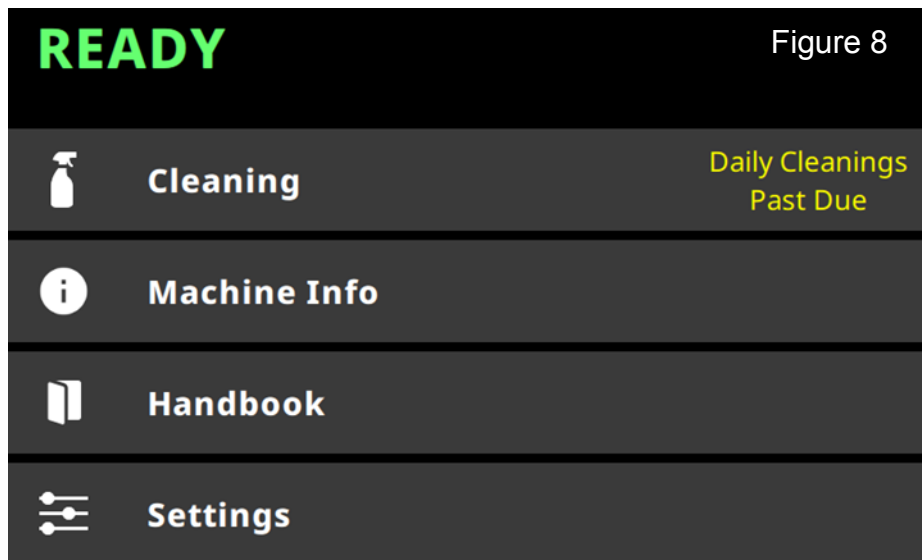 READY
Figure 8
Cleaning
Daily Cleanings
Past Due
Machine Info
Handbook
Settings